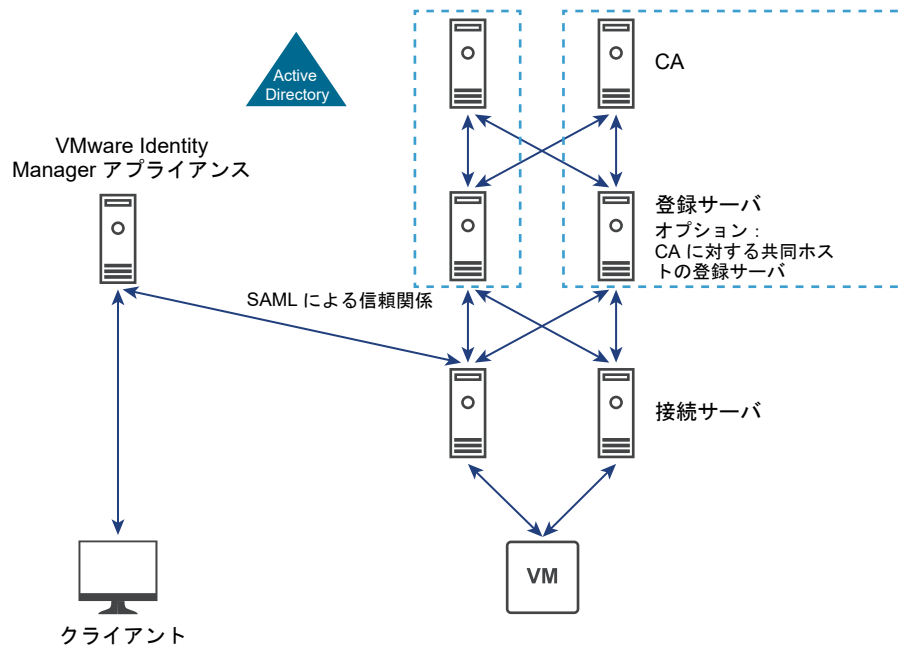 Active
Directory
CA
VMware Identity
Manager アプライアンス
登録サーバ
オプション：
CA に対する共同ホス
トの登録サーバ
SAML による信頼関係
接続サーバ
VM
クライアント